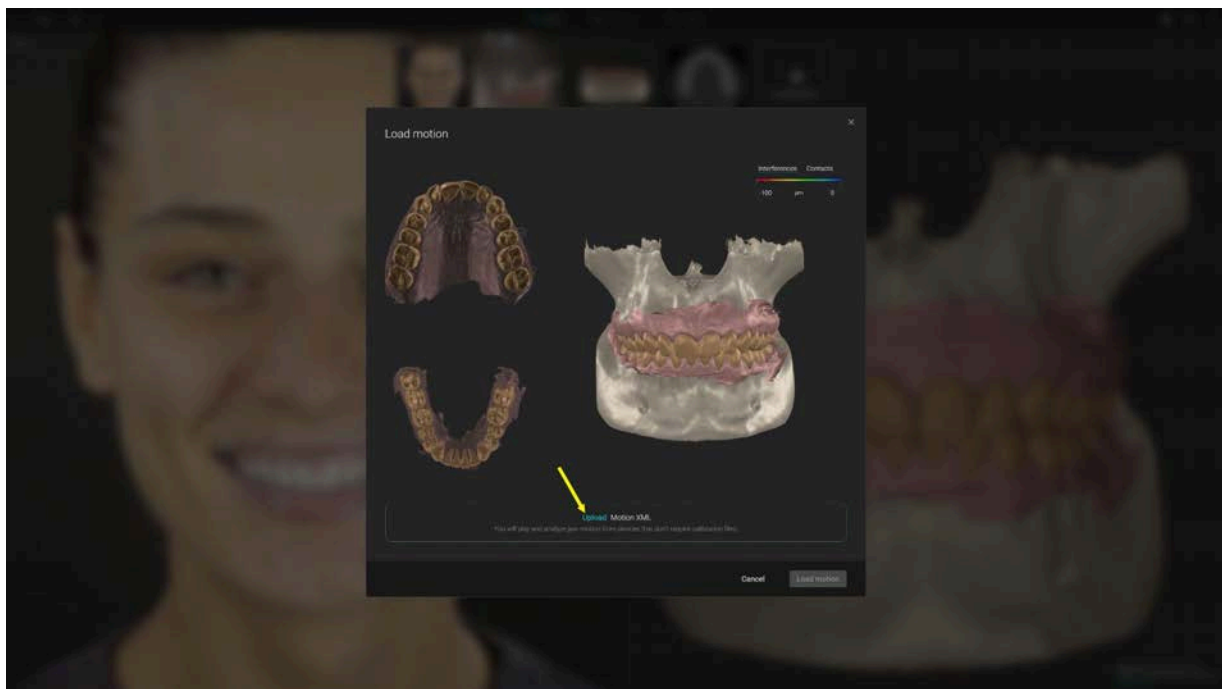 Load motion
Interferences Contacts
-100 μm 0
Upload Motion XML
You will play and analyze jaw motion from devices that don't require calibration files.
Cancel
Load motion